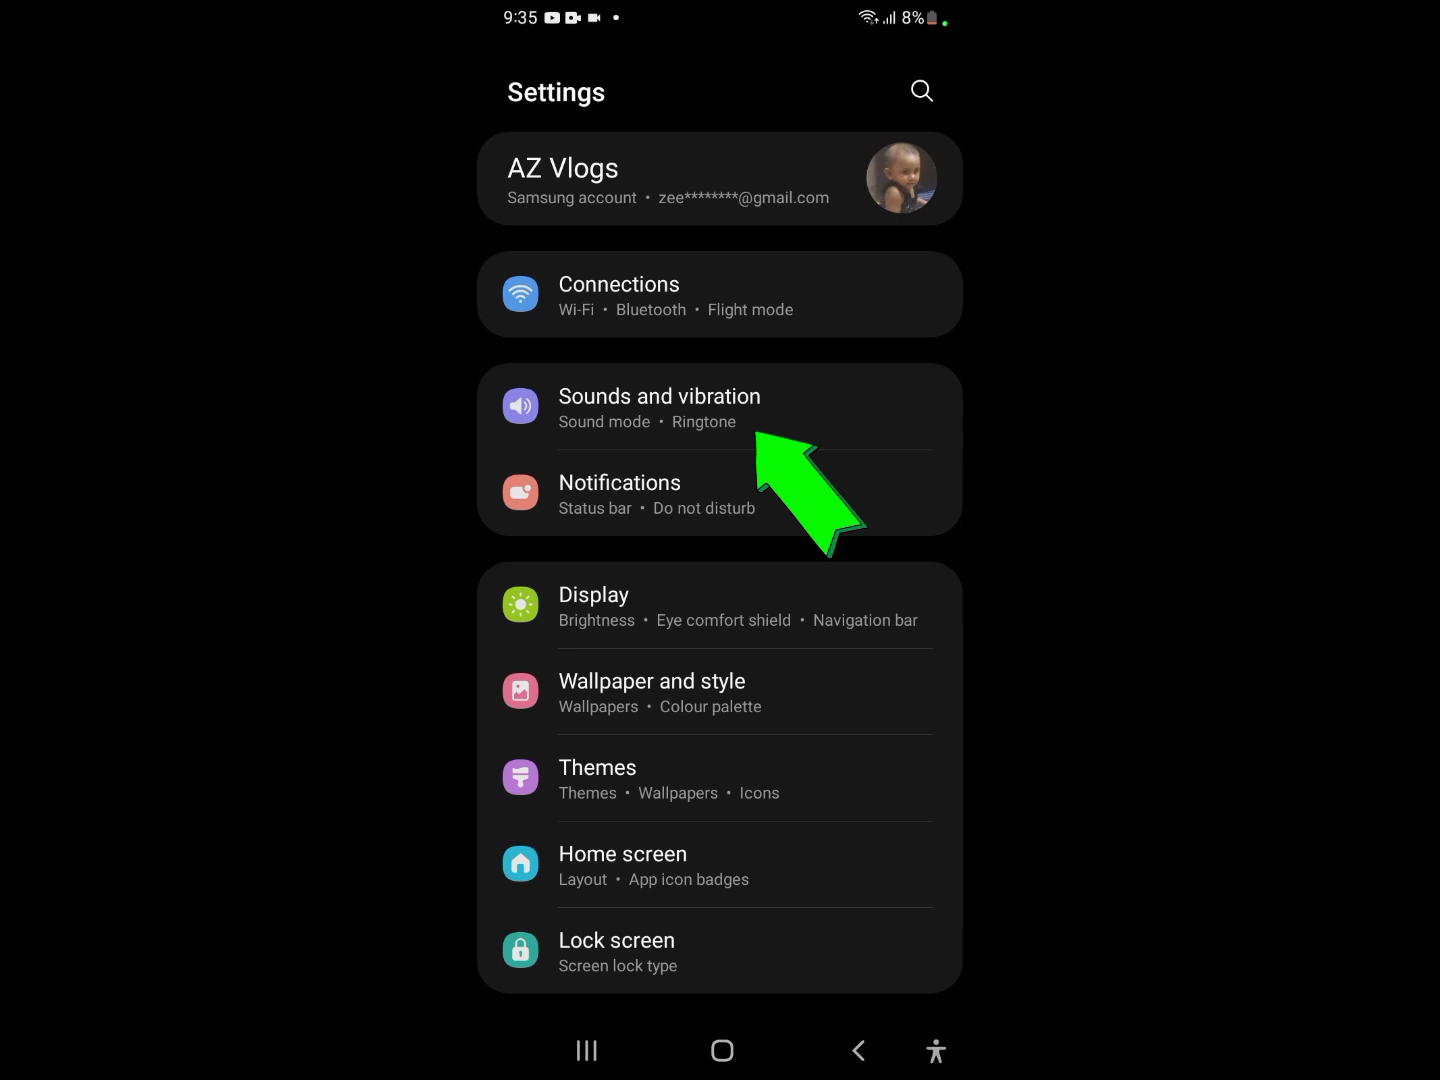 9:35 8%
Settings
AZ Vlogs
Samsung account • zee********@gmail.com
Connections
Wi-Fi • Bluetooth • Flight mode
Sounds and vibration
Sound mode • Ringtone
Notifications
Status bar • Do not disturb
Display
Brightness • Eye comfort shield • Navigation bar
Wallpaper and style
Wallpapers • Colour palette
Themes
Themes • Wallpapers • Icons
Home screen
Layout • App icon badges
Lock screen
Screen lock type